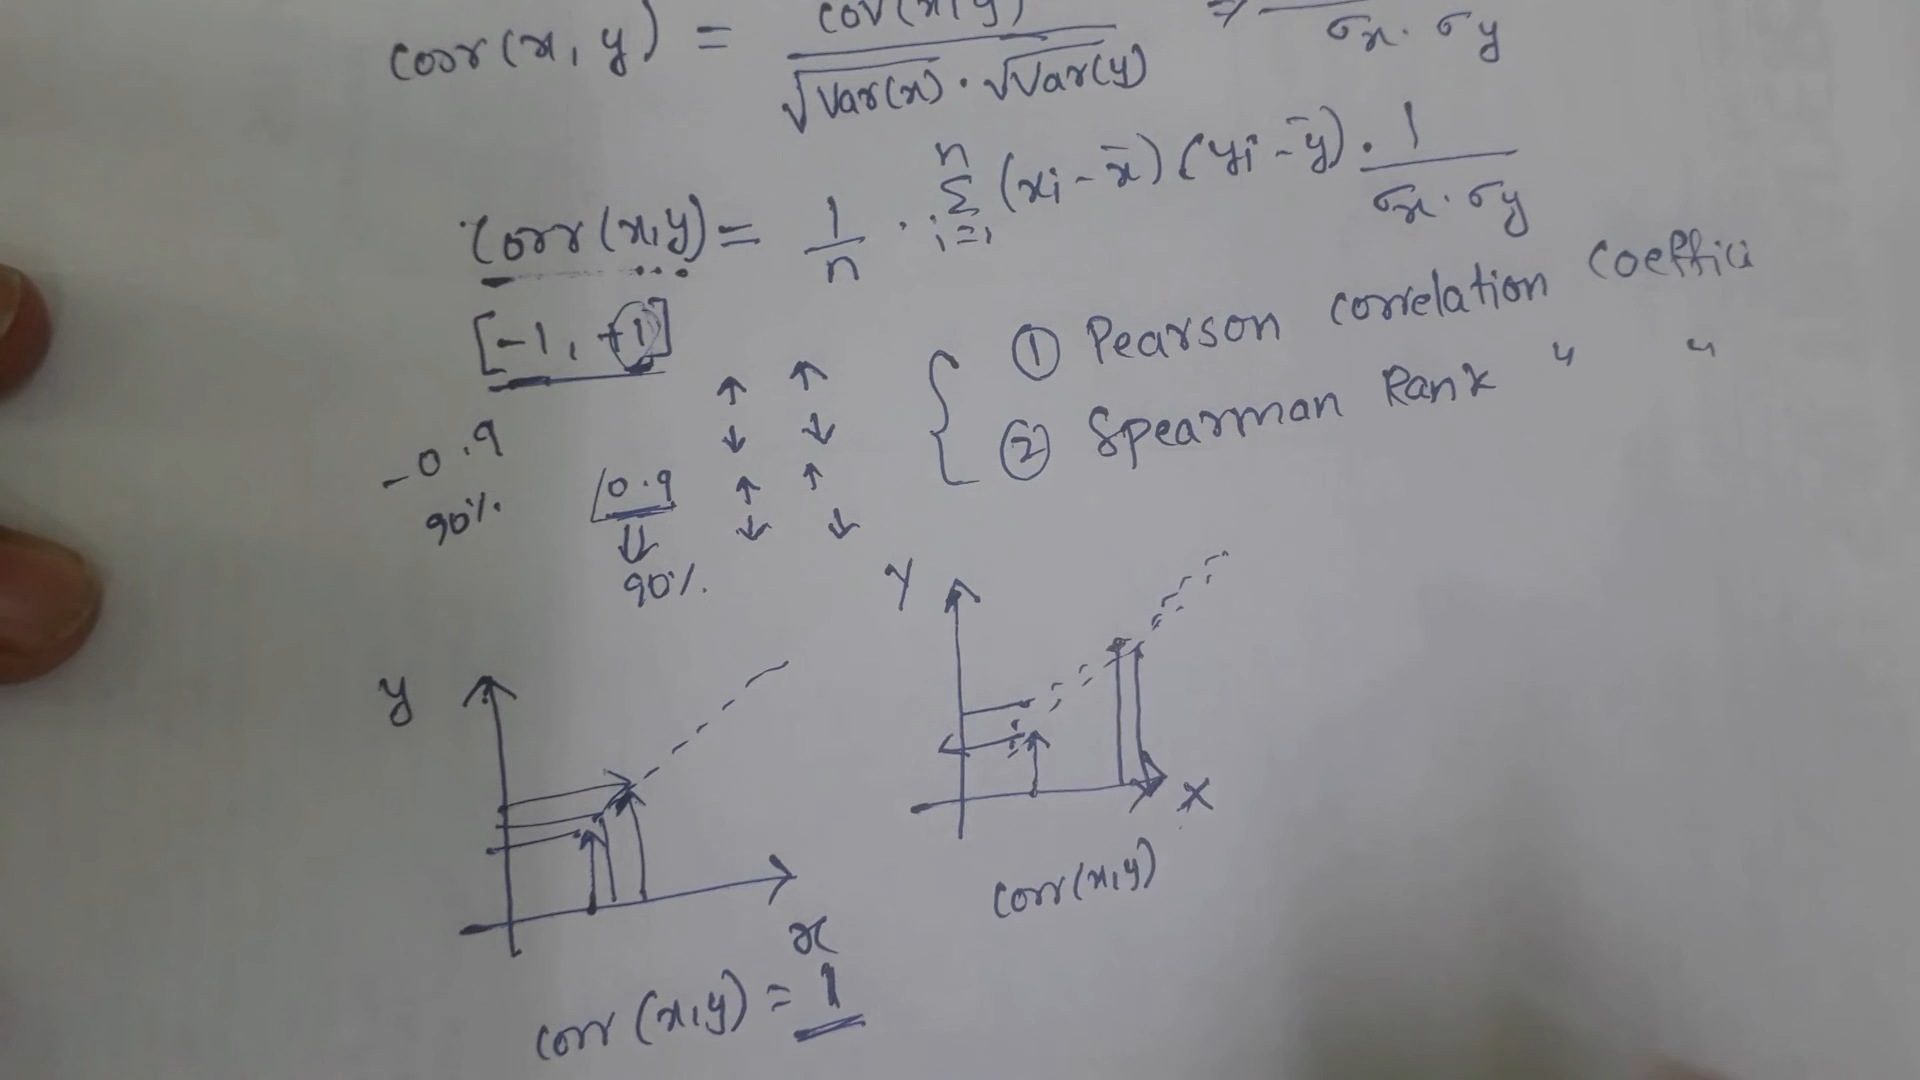 corr(x, y) = cov(x, y) / √Var(x) · √Var(y) ⇒ / σx · σy
Corr(x,y) = 1/n · n Σ i=1 (xi - x̄) (yi - ȳ) · 1 / σx · σy
[-1, +1]
① Pearson correlation coeffici
② Spearman Rank " "
-0.9
90%
0.9
⇓
90%.
y
x
corr (x,y) = 1
Y
X
corr(x,y)